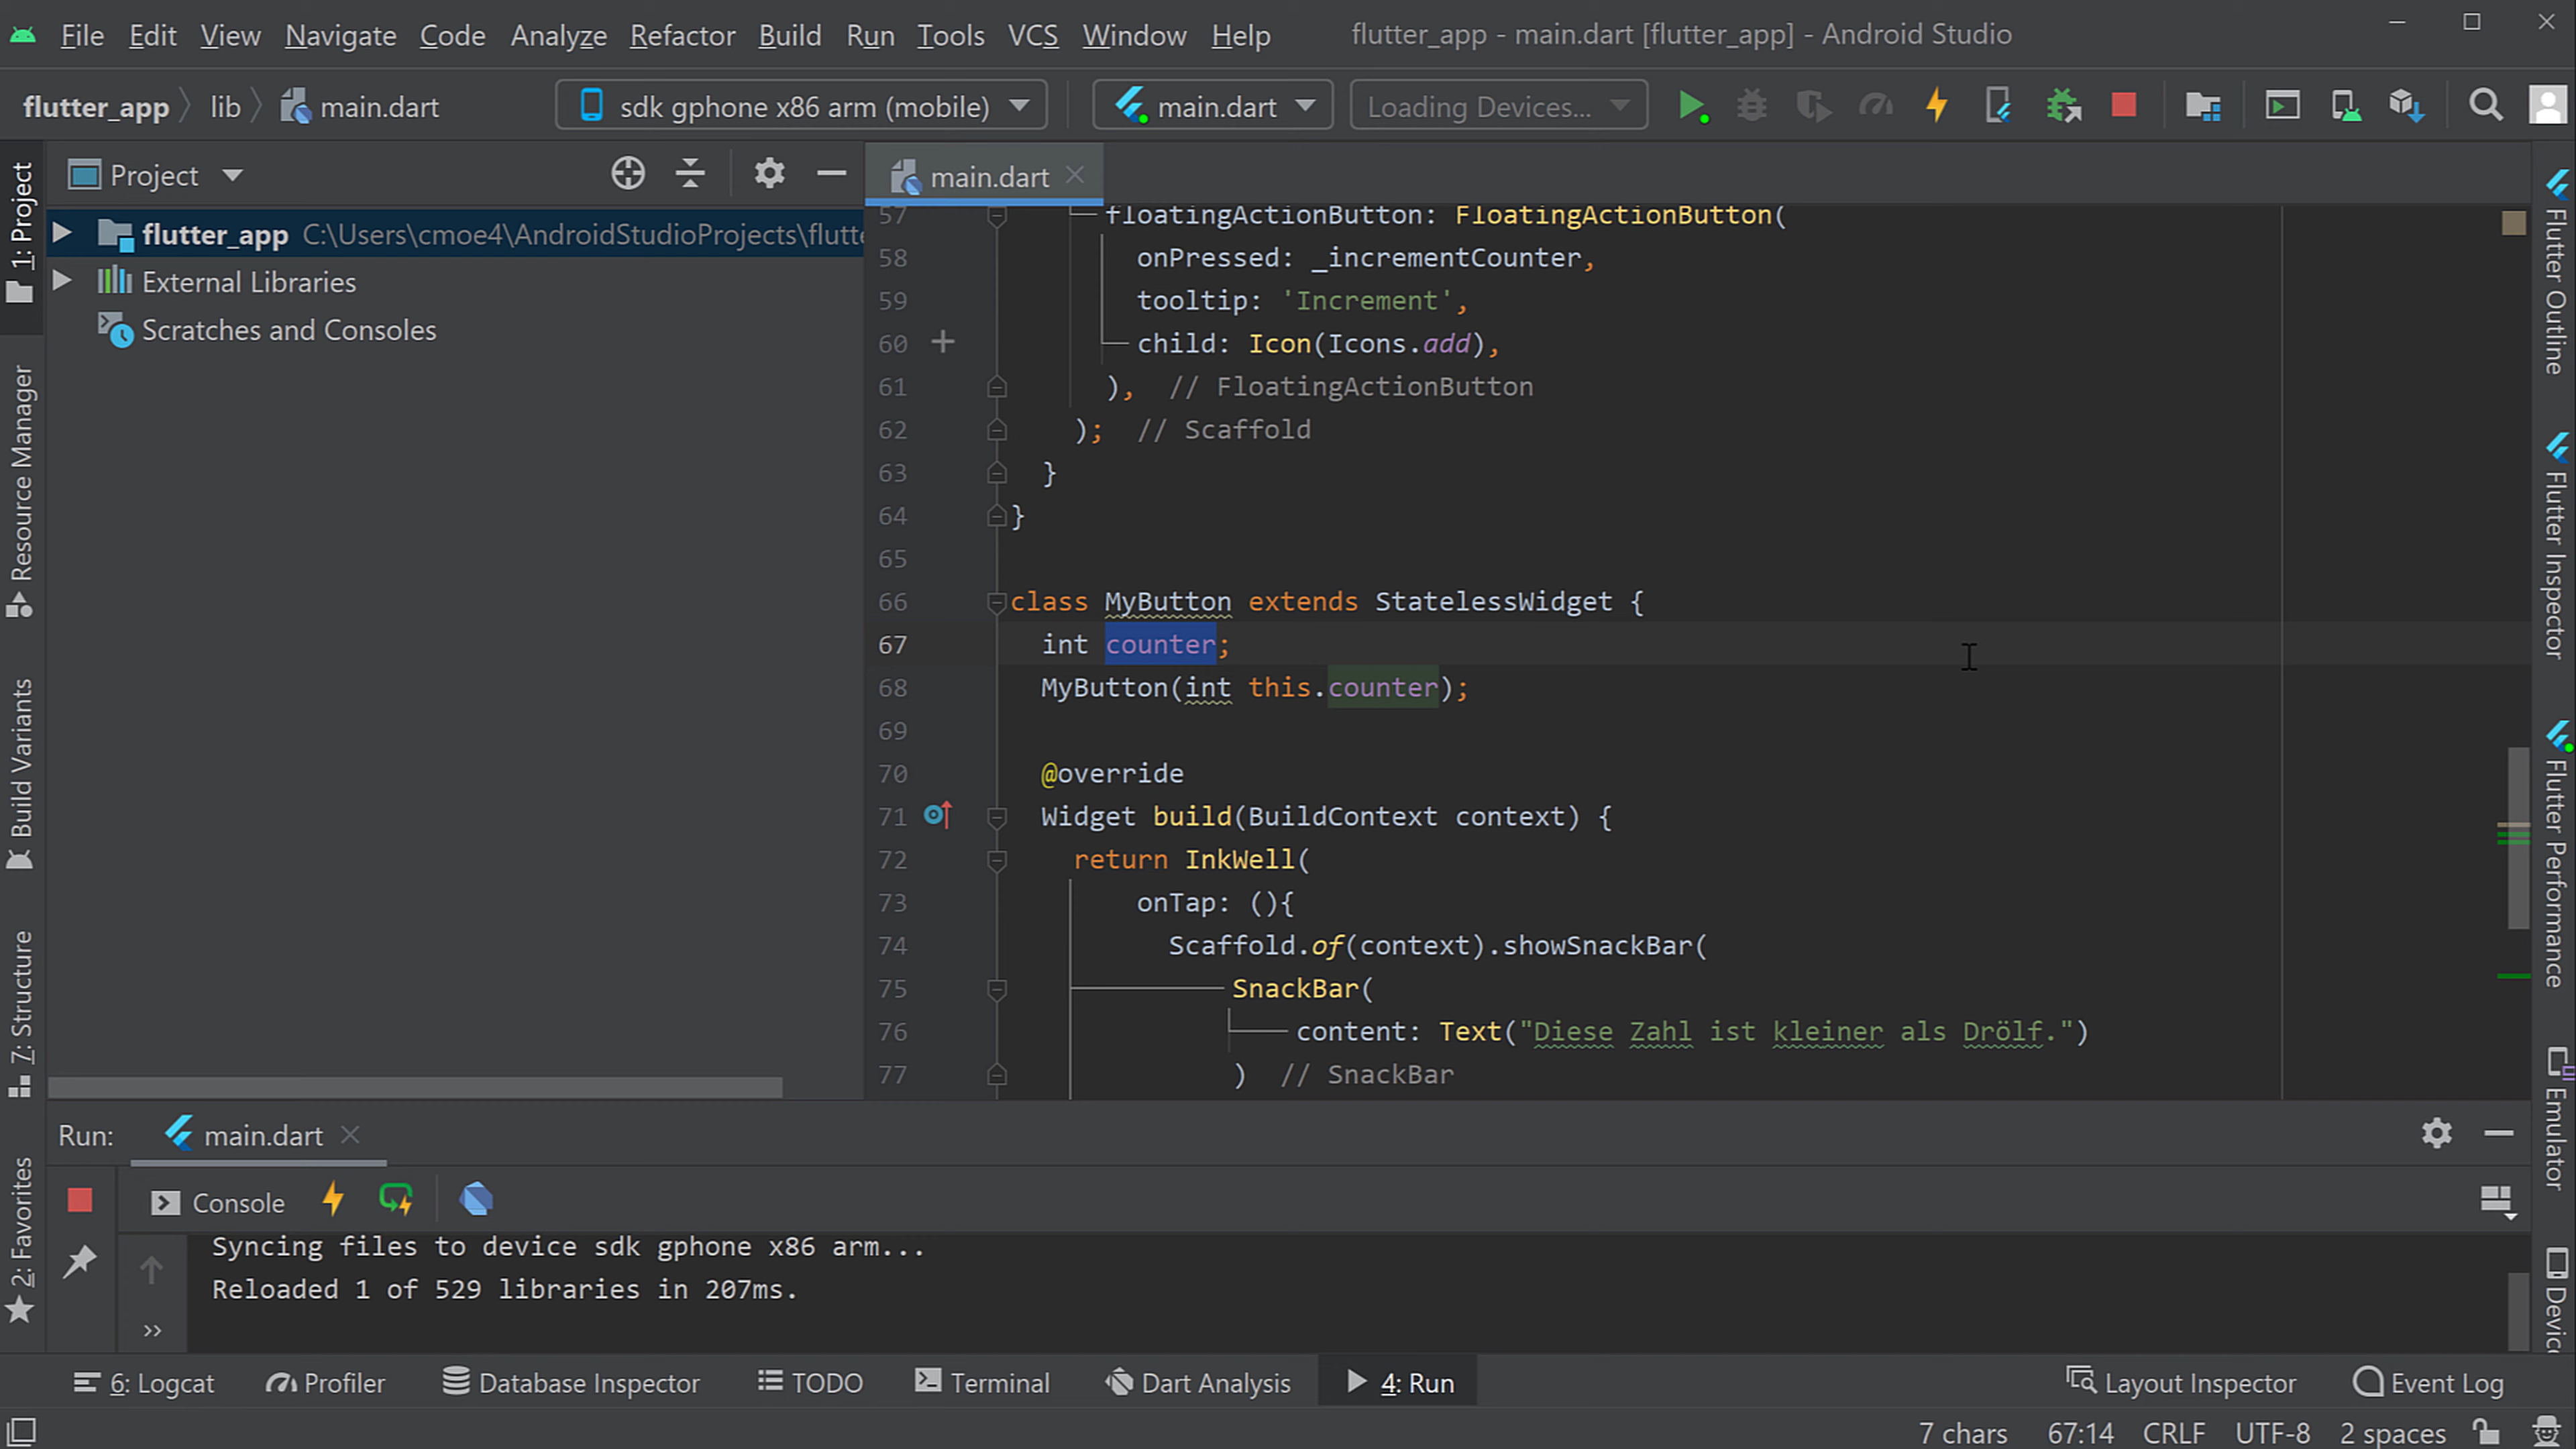 File Edit View Navigate Code Analyze Refactor Build Run Tools VCS Window Help flutter_app - main.dart [flutter_app] - Android Studio
flutter_app lib main.dart sdk gphone x86 arm (mobile) main.dart Loading Devices...
Project main.dart
flutter_app C:\Users\cmoe4\AndroidStudioProjects\flutte
External Libraries
Scratches and Consoles
1: Project
Resource Manager
Build Variants
7: Structure
2: Favorites
57 floatingActionButton: FloatingActionButton(
58 onPressed: _incrementCounter,
59 tooltip: 'Increment',
60 child: Icon(Icons.add),
61 ), // FloatingActionButton
62 ); // Scaffold
63 }
64 }
65
66 class MyButton extends StatelessWidget {
67 int counter;
68 MyButton(int this.counter);
69
70 @override
71 Widget build(BuildContext context) {
72 return InkWell(
73 onTap: (){
74 Scaffold.of(context).showSnackBar(
75 SnackBar(
76 content: Text("Diese Zahl ist kleiner als Drölf.")
77 ) // SnackBar
Flutter Outline
Flutter Inspector
Flutter Performance
Emulator
Devic
Run: main.dart
Console
Syncing files to device sdk gphone x86 arm...
Reloaded 1 of 529 libraries in 207ms.
6: Logcat Profiler Database Inspector TODO Terminal Dart Analysis 4: Run Layout Inspector Event Log
7 chars 67:14 CRLF UTF-8 2 spaces